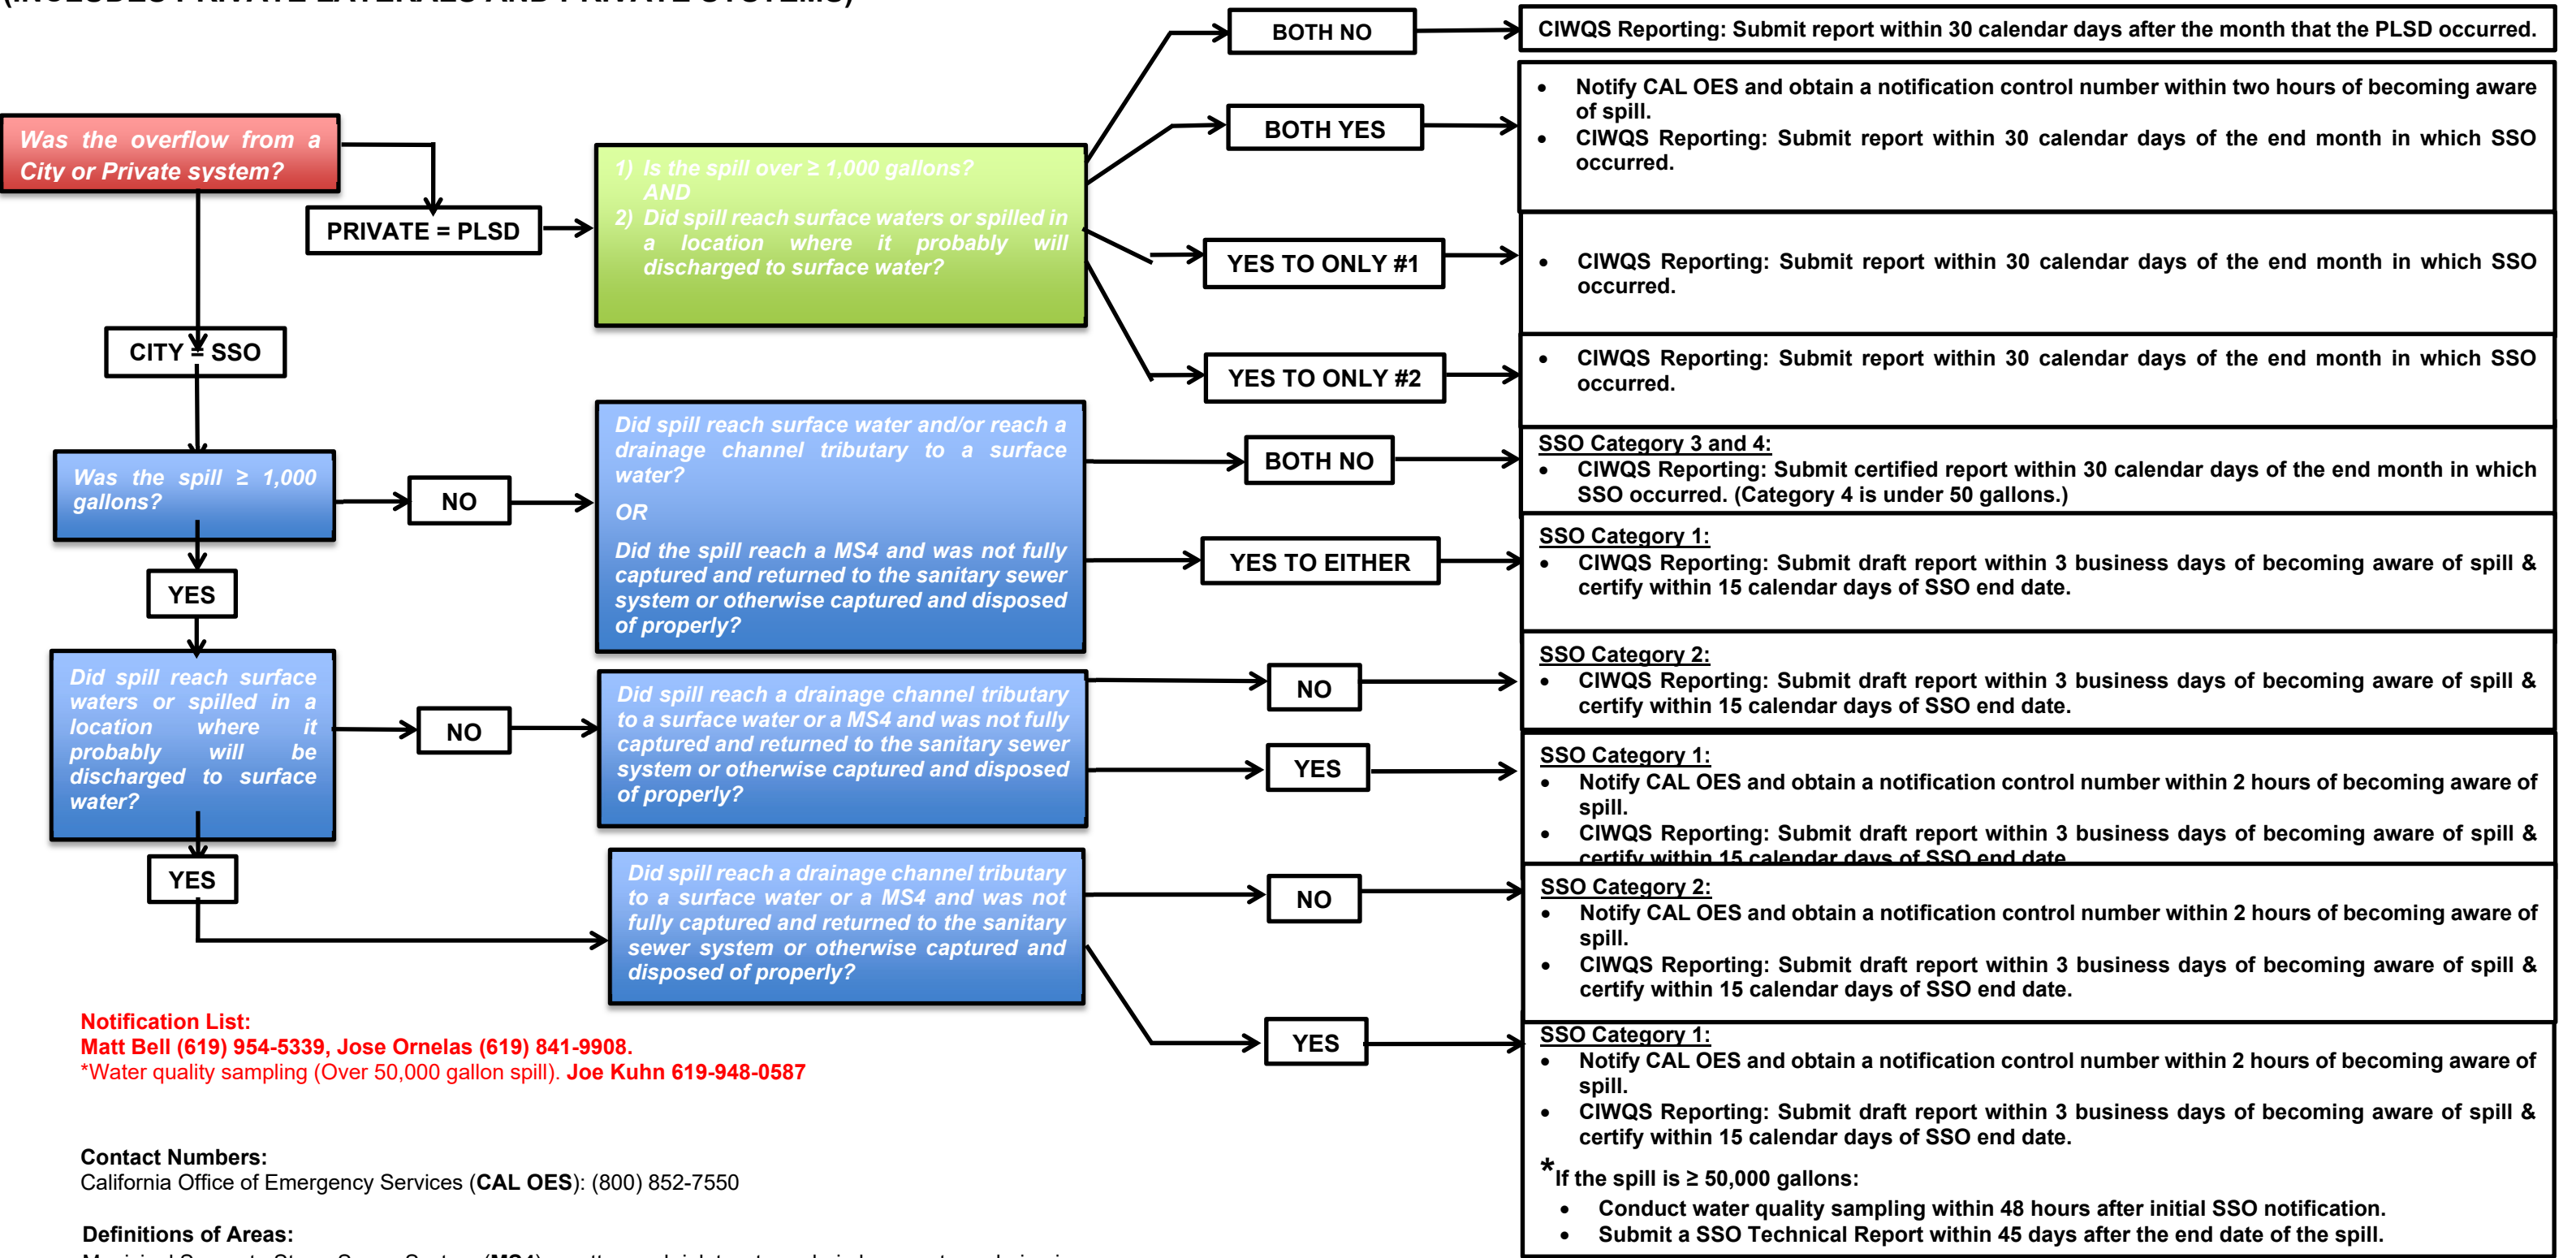 (INCLUDES PRIVATE LATERALS AND PRIVATE SYSTEMS)
Was the overflow from a
City or Private system?
PRIVATE = PLSD
CITY = SSO
1) Is the spill over ≥ 1,000 gallons?
AND
2) Did spill reach surface waters or spilled in
a location where it probably will
discharged to surface water?
BOTH NO
CIWQS Reporting: Submit report within 30 calendar days after the month that the PLSD occurred.
BOTH YES
• Notify CAL OES and obtain a notification control number within two hours of becoming aware
of spill.
• CIWQS Reporting: Submit report within 30 calendar days of the end month in which SSO
occurred.
YES TO ONLY #1
• CIWQS Reporting: Submit report within 30 calendar days of the end month in which SSO
occurred.
YES TO ONLY #2
• CIWQS Reporting: Submit report within 30 calendar days of the end month in which SSO
occurred.
Was the spill ≥ 1,000
gallons?
NO
Did spill reach surface water and/or reach a
drainage channel tributary to a surface
water?
OR
Did the spill reach a MS4 and was not fully
captured and returned to the sanitary sewer
system or otherwise captured and disposed
of properly?
BOTH NO
SSO Category 3 and 4:
• CIWQS Reporting: Submit certified report within 30 calendar days of the end month in which
SSO occurred. (Category 4 is under 50 gallons.)
YES TO EITHER
SSO Category 1:
• CIWQS Reporting: Submit draft report within 3 business days of becoming aware of spill &
certify within 15 calendar days of SSO end date.
YES
Did spill reach surface
waters or spilled in a
location where it
probably will be
discharged to surface
water?
NO
Did spill reach a drainage channel tributary
to a surface water or a MS4 and was not fully
captured and returned to the sanitary sewer
system or otherwise captured and disposed
of properly?
NO
SSO Category 2:
• CIWQS Reporting: Submit draft report within 3 business days of becoming aware of spill &
certify within 15 calendar days of SSO end date.
YES
SSO Category 1:
• Notify CAL OES and obtain a notification control number within 2 hours of becoming aware of
spill.
• CIWQS Reporting: Submit draft report within 3 business days of becoming aware of spill &
certify within 15 calendar days of SSO end date.
YES
Did spill reach a drainage channel tributary
to a surface water or a MS4 and was not
fully captured and returned to the sanitary
sewer system or otherwise captured and
disposed of properly?
NO
SSO Category 2:
• Notify CAL OES and obtain a notification control number within 2 hours of becoming aware of
spill.
• CIWQS Reporting: Submit draft report within 3 business days of becoming aware of spill &
certify within 15 calendar days of SSO end date.
YES
SSO Category 1:
• Notify CAL OES and obtain a notification control number within 2 hours of becoming aware of
spill.
• CIWQS Reporting: Submit draft report within 3 business days of becoming aware of spill &
certify within 15 calendar days of SSO end date.
*If the spill is ≥ 50,000 gallons:
• Conduct water quality sampling within 48 hours after initial SSO notification.
• Submit a SSO Technical Report within 45 days after the end date of the spill.
Notification List:
Matt Bell (619) 954-5339, Jose Ornelas (619) 841-9908.
*Water quality sampling (Over 50,000 gallon spill). Joe Kuhn 619-948-0587
Contact Numbers:
California Office of Emergency Services (CAL OES): (800) 852-7550
Definitions of Areas: